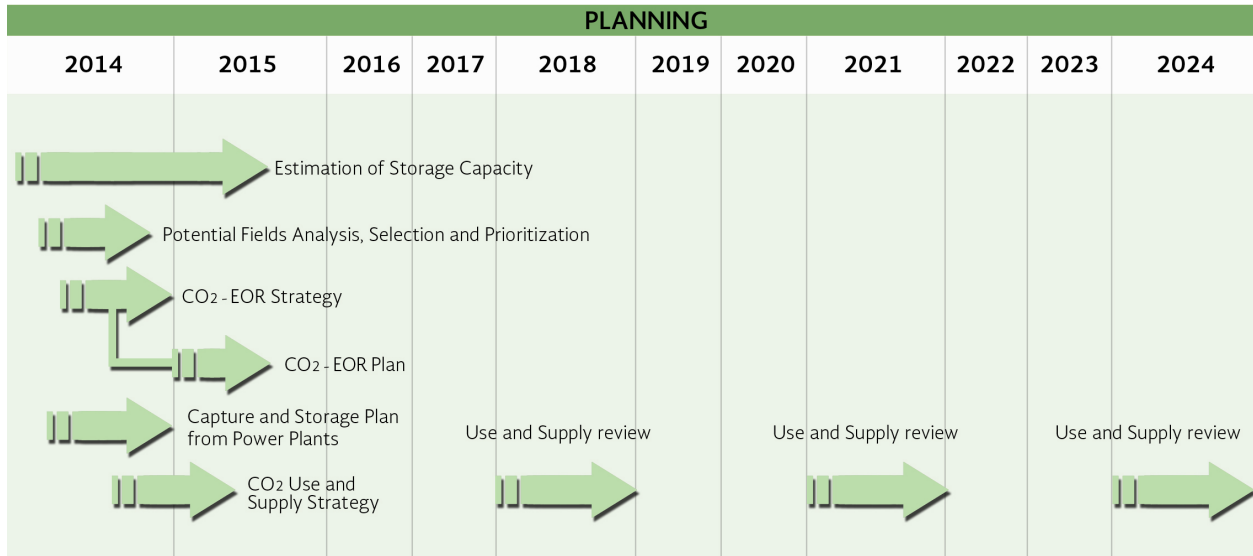 PLANNING
2014 2015 2016 2017 2018 2019 2020 2021 2022 2023 2024
Estimation of Storage Capacity
Potential Fields Analysis, Selection and Prioritization
CO2 - EOR Strategy
CO2 - EOR Plan
Capture and Storage Plan
from Power Plants
Use and Supply review
Use and Supply review
Use and Supply review
CO2 Use and
Supply Strategy